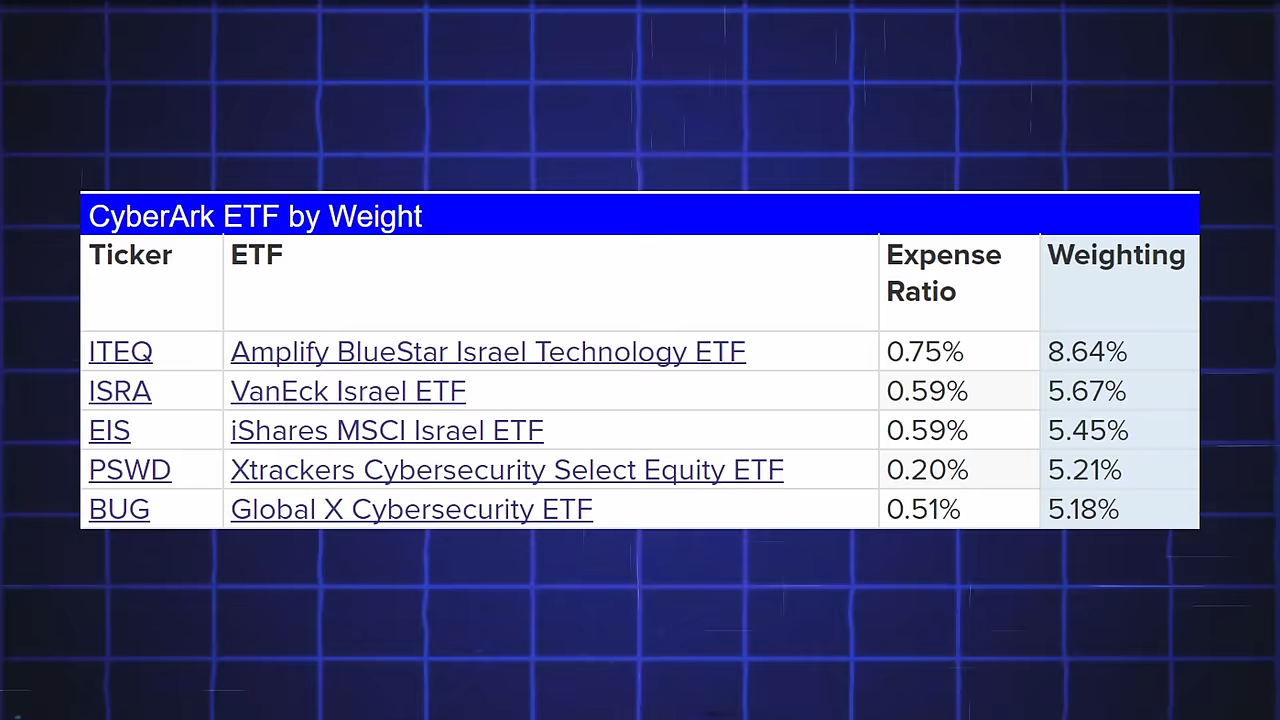 CyberArk ETF by Weight
Ticker ETF Expense Ratio Weighting
ITEQ Amplify BlueStar Israel Technology ETF 0.75% 8.64%
ISRA VanEck Israel ETF 0.59% 5.67%
EIS iShares MSCI Israel ETF 0.59% 5.45%
PSWD Xtrackers Cybersecurity Select Equity ETF 0.20% 5.21%
BUG Global X Cybersecurity ETF 0.51% 5.18%